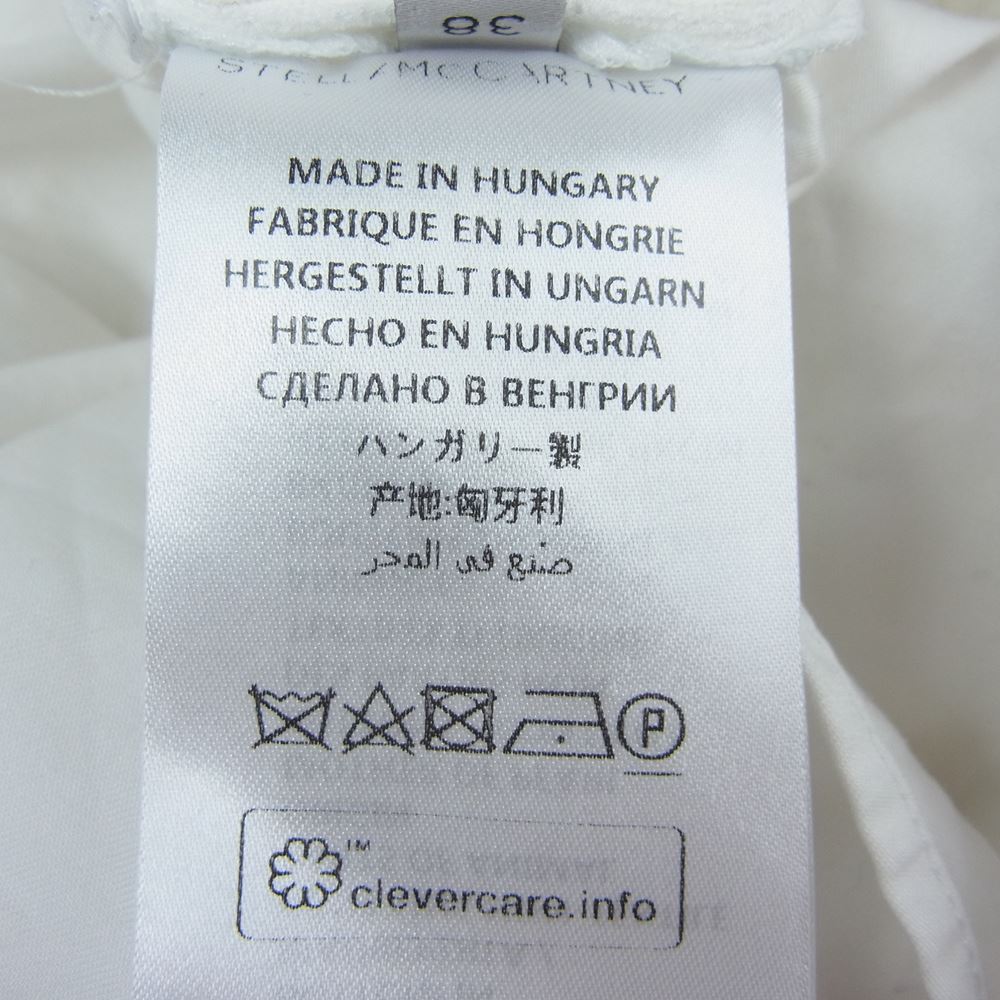 38
STELLA McCARTNEY
MADE IN HUNGARY
FABRIQUE EN HONGRIE
HERGESTELLT IN UNGARN
HECHO EN HUNGRIA
СДЕЛАНО В ВЕНГРИИ
ハンガリー製
产地:匈牙利
صنع في المجر
P
TM
clevercare.info